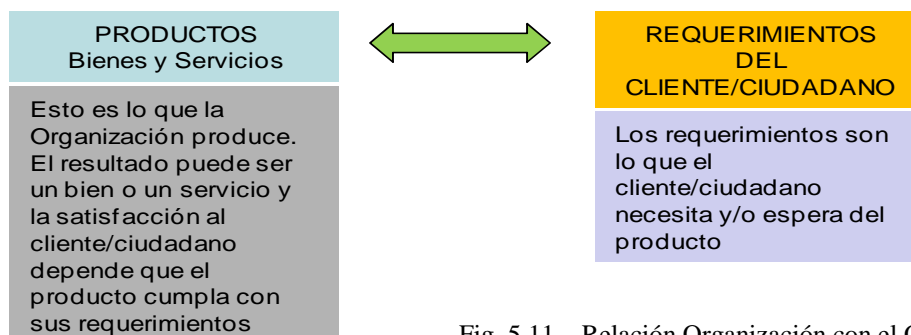 PRODUCTOS
Bienes y Servicios
Esto es lo que la
Organización produce.
El resultado puede ser
un bien o un servicio y
la satisfacción al
cliente/ciudadano
depende que el
producto cumpla con
sus requerimientos
REQUERIMIENTOS
DEL
CLIENTE/CIUDADANO
Los requerimientos son
lo que el
cliente/ciudadano
necesita y/o espera del
producto
Fig. 5.11 Relación Organización con el